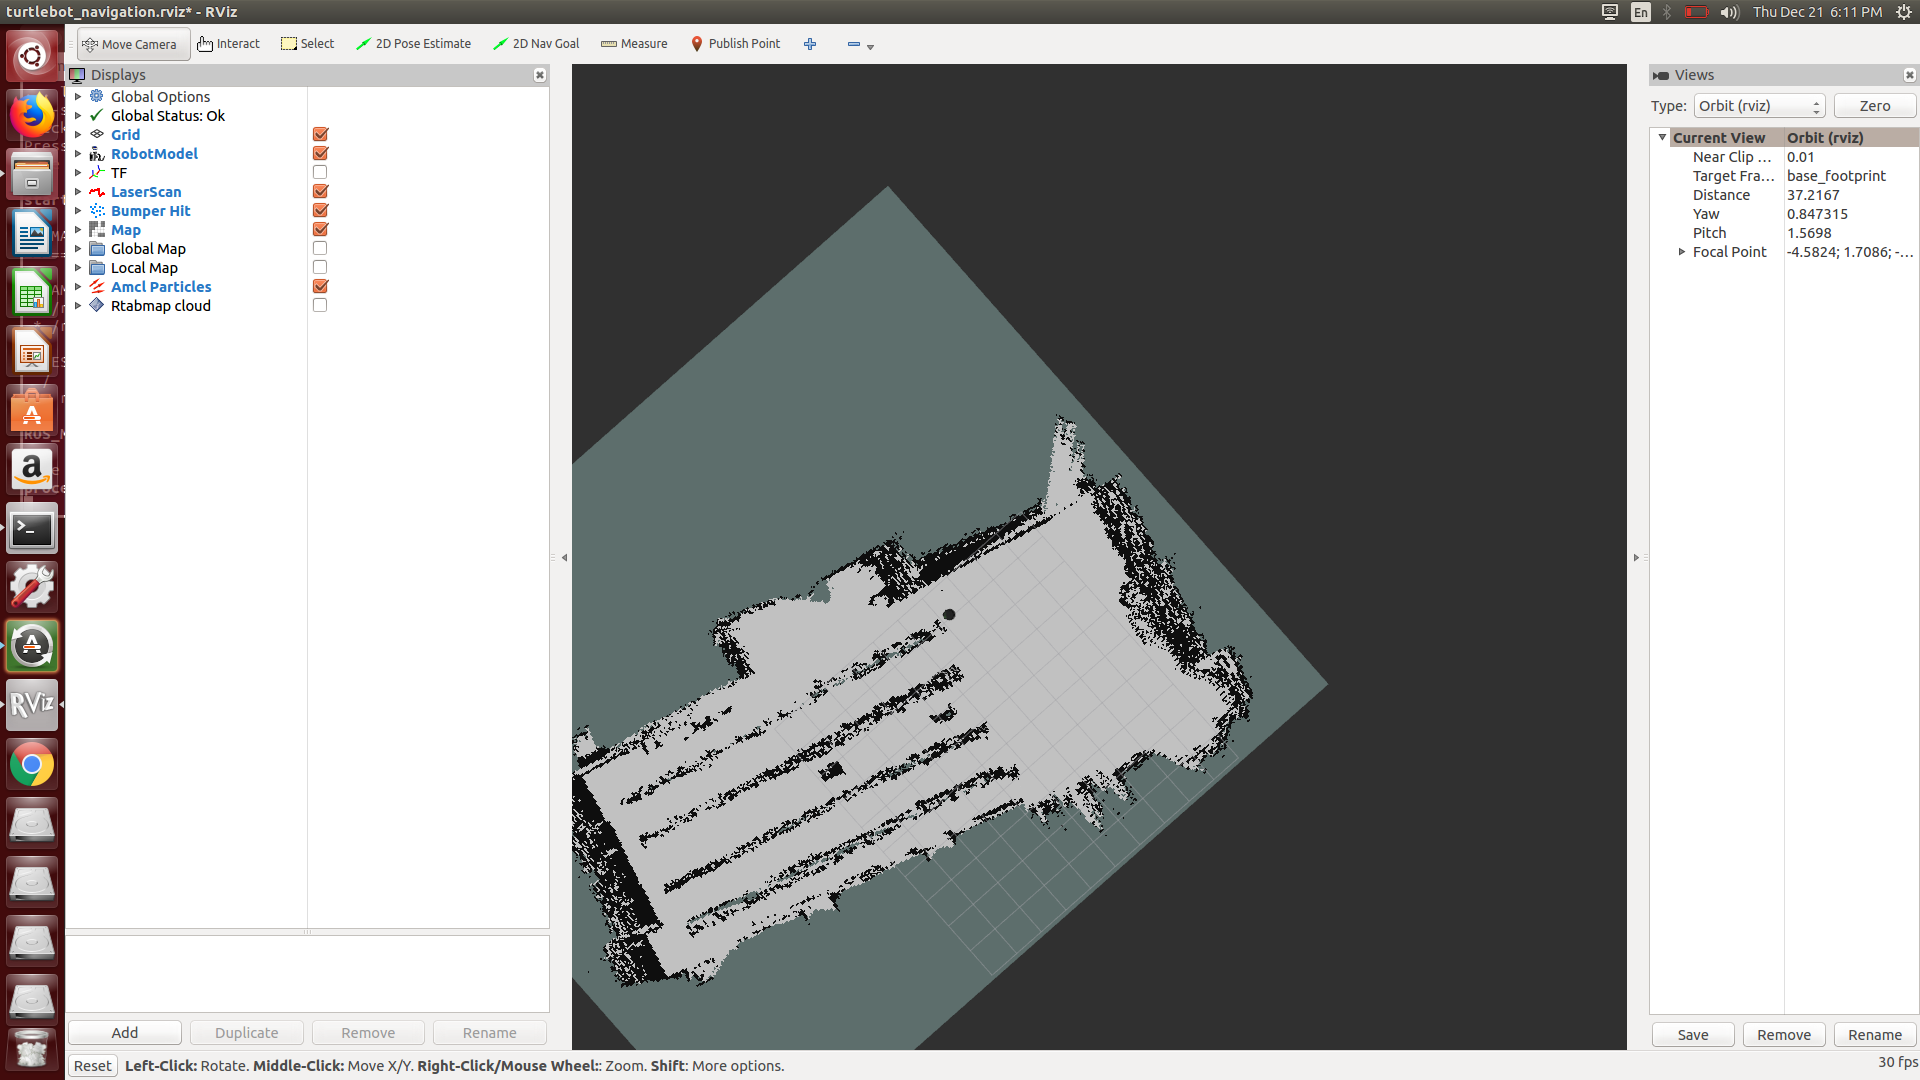 turtlebot_navigation.rviz* - RViz
En
Thu Dec 21 6:11 PM
Move Camera
Interact
Select
2D Pose Estimate
2D Nav Goal
Measure
Publish Point
Displays
Global Options
Global Status: Ok
Grid
RobotModel
TF
LaserScan
Bumper Hit
Map
Global Map
Local Map
Amcl Particles
Rtabmap cloud
Add
Duplicate
Remove
Rename
Reset
Left-Click: Rotate. Middle-Click: Move X/Y. Right-Click/Mouse Wheel:: Zoom. Shift: More options.
Views
Type: Orbit (rviz)
Zero
Current View Orbit (rviz)
Near Clip ... 0.01
Target Fra... base_footprint
Distance 37.2167
Yaw 0.847315
Pitch 1.5698
Focal Point -4.5824; 1.7086; -...
Save
Remove
Rename
30 fps
RViz